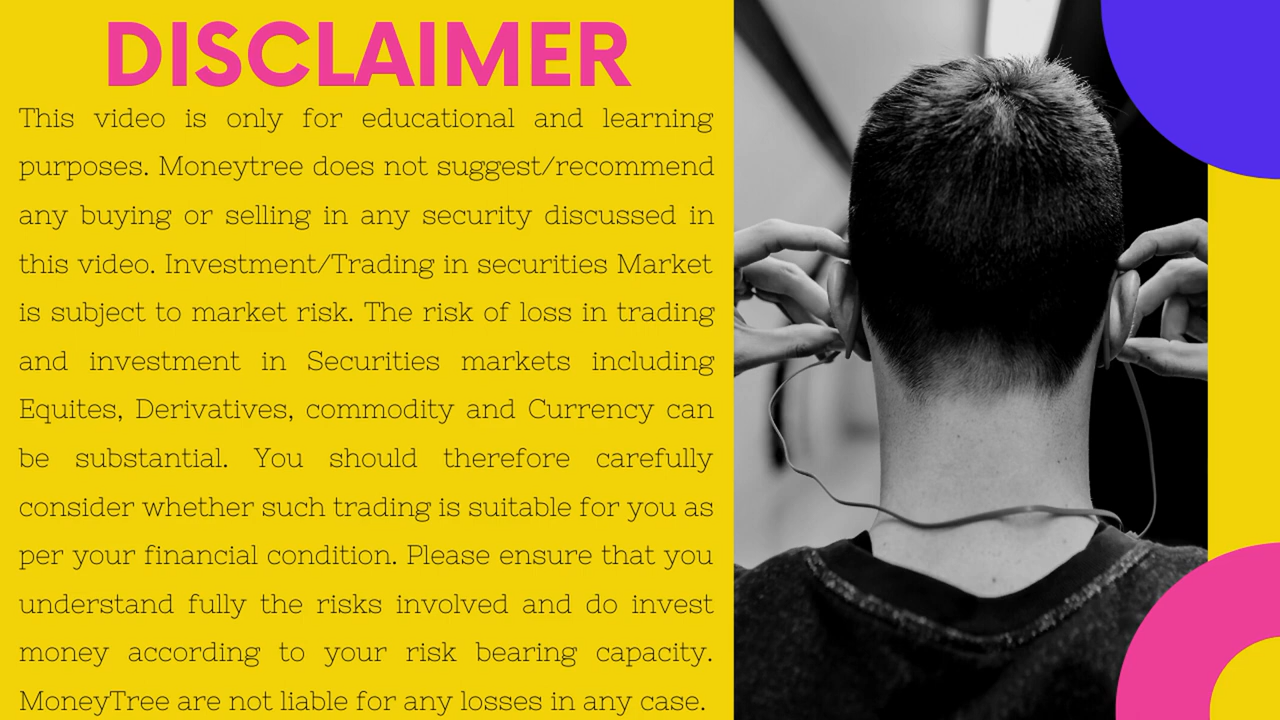 DISCLAIMER
This video is only for educational and learning
purposes. Moneytree does not suggest/recommend
any buying or selling in any security discussed in
this video. Investment/Trading in securities Market
is subject to market risk. The risk of loss in trading
and investment in Securities markets including
Equites, Derivatives, commodity and Currency can
be substantial. You should therefore carefully
consider whether such trading is suitable for you as
per your financial condition. Please ensure that you
understand fully the risks involved and do invest
money according to your risk bearing capacity.
MoneyTree are not liable for any losses in any case.